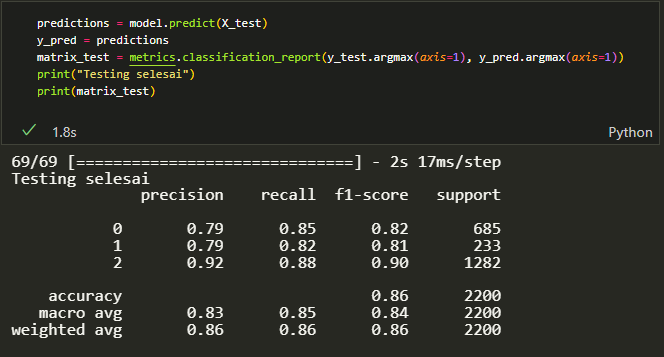 predictions = model.predict(X_test)
y_pred = predictions
matrix_test = metrics.classification_report(y_test.argmax(axis=1), y_pred.argmax(axis=1))
print("Testing selesai")
print(matrix_test)
1.8s Python
69/69 [==============================] - 2s 17ms/step
Testing selesai
precision recall f1-score support
0 0.79 0.85 0.82 685
1 0.79 0.82 0.81 233
2 0.92 0.88 0.90 1282
accuracy 0.86 2200
macro avg 0.83 0.85 0.84 2200
weighted avg 0.86 0.86 0.86 2200